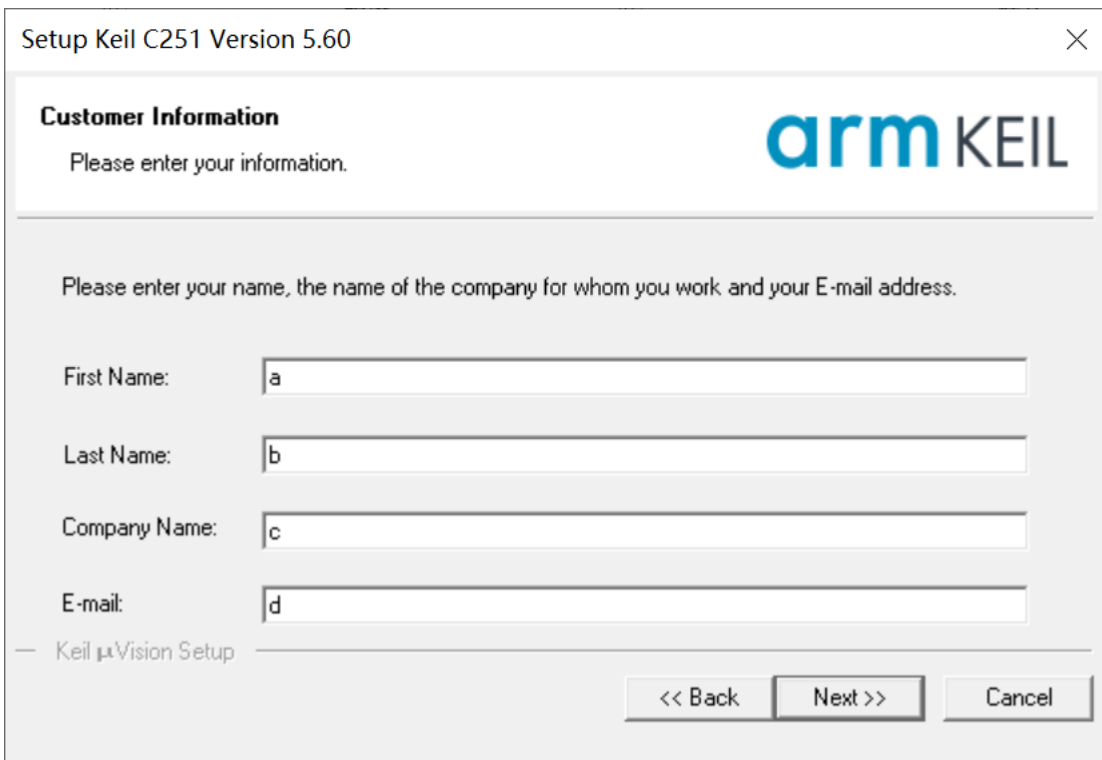 Setup Keil C251 Version 5.60
Customer Information
Please enter your information.
arm KEIL
Please enter your name, the name of the company for whom you work and your E-mail address.
First Name: a
Last Name: b
Company Name: c
E-mail: d
Keil µVision Setup
<< Back Next >> Cancel